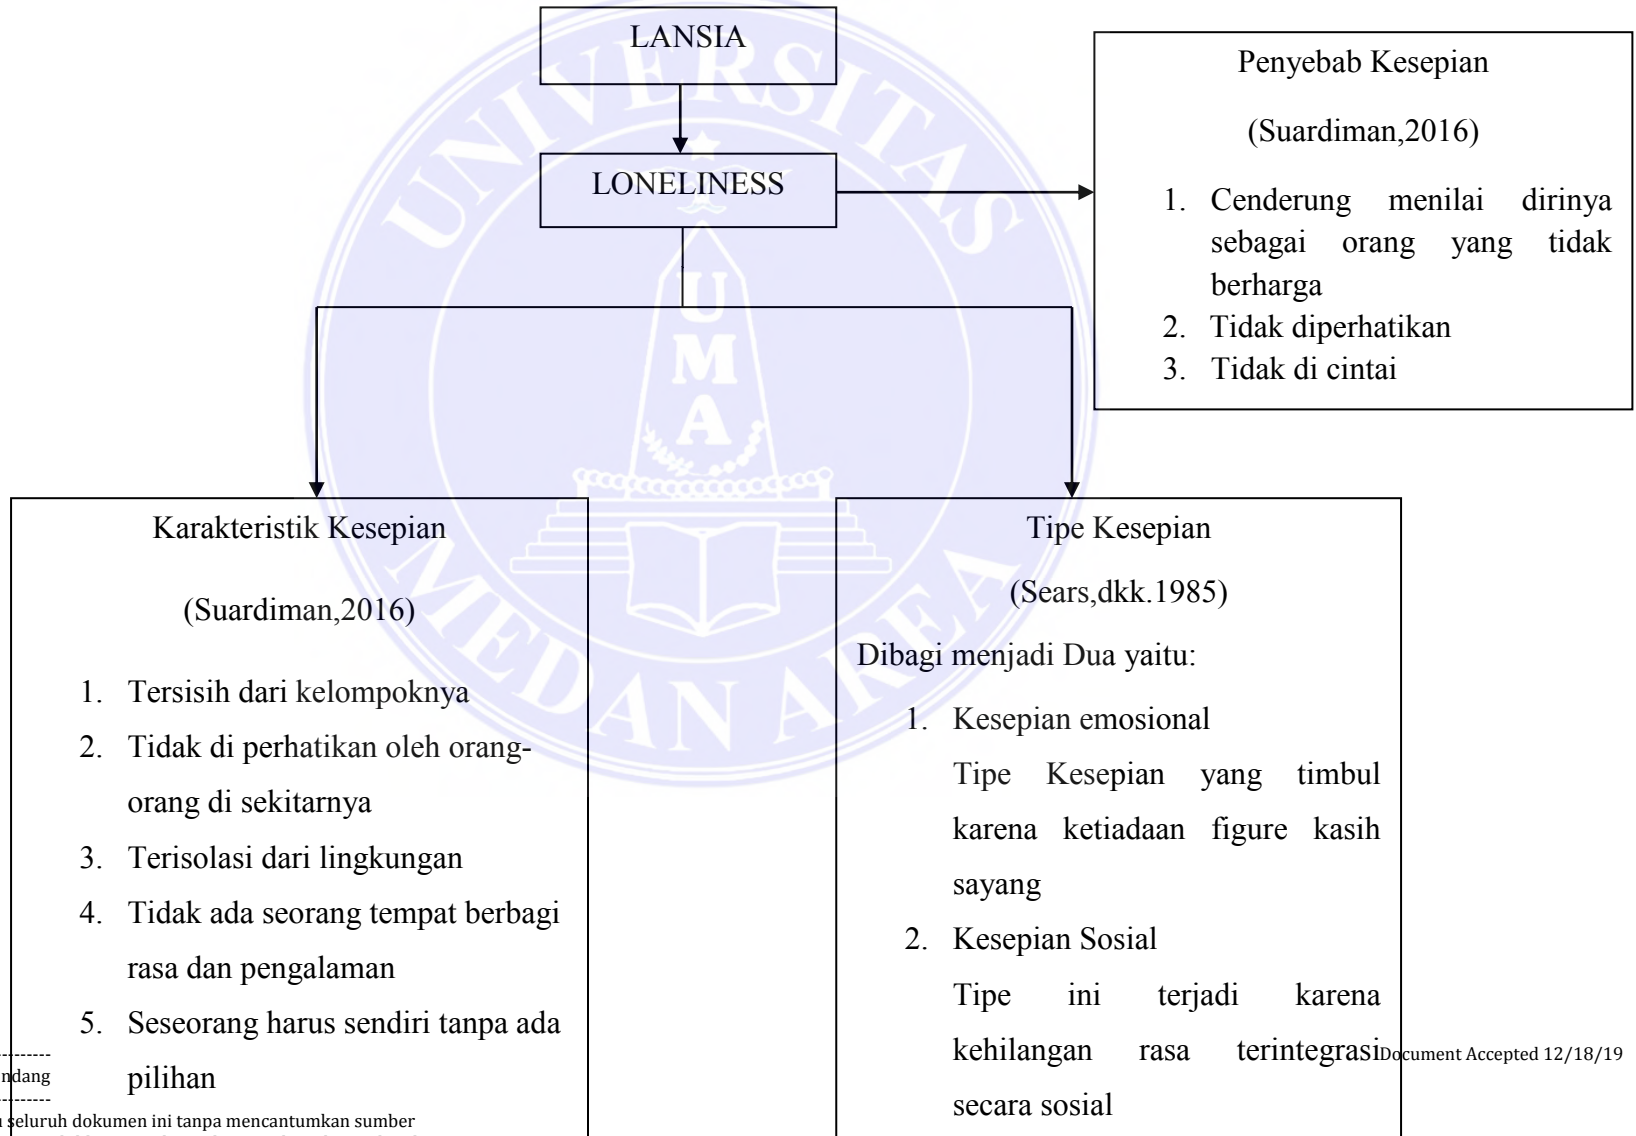 LANSIA
LONELINESS
Penyebab Kesepian
(Suardiman,2016)
1. Cenderung menilai dirinya
sebagai orang yang tidak
berharga
2. Tidak diperhatikan
3. Tidak di cintai
UNIVERSITAS
UMA
MEDAN AREA
Karakteristik Kesepian
(Suardiman,2016)
1. Tersisih dari kelompoknya
2. Tidak di perhatikan oleh orang-
orang di sekitarnya
3. Terisolasi dari lingkungan
4. Tidak ada seorang tempat berbagi
rasa dan pengalaman
5. Seseorang harus sendiri tanpa ada
pilihan
Tipe Kesepian
(Sears,dkk.1985)
Dibagi menjadi Dua yaitu:
1. Kesepian emosional
Tipe Kesepian yang timbul
karena ketiadaan figure kasih
sayang
2. Kesepian Sosial
Tipe ini terjadi karena
kehilangan rasa terintegrasi
secara sosial
Document Accepted 12/18/19
ndang
seluruh dokumen ini tanpa mencantumkan sumber